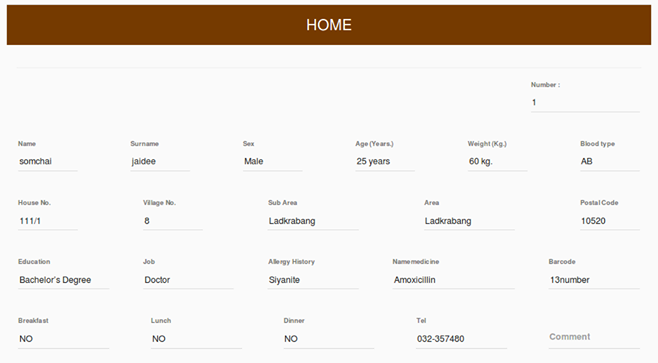 HOME
Number :
1
Name Surname Sex Age (Years.) Weight (Kg.) Blood type
somchai jaidee Male 25 years 60 kg. AB
House No. Village No. Sub Area Area Postal Code
111/1 8 Ladkrabang Ladkrabang 10520
Education Job Allergy History Namemedicine Barcode
Bachelor's Degree Doctor Siyanite Amoxicillin 13number
Breakfast Lunch Dinner Tel
NO NO NO 032-357480 Comment